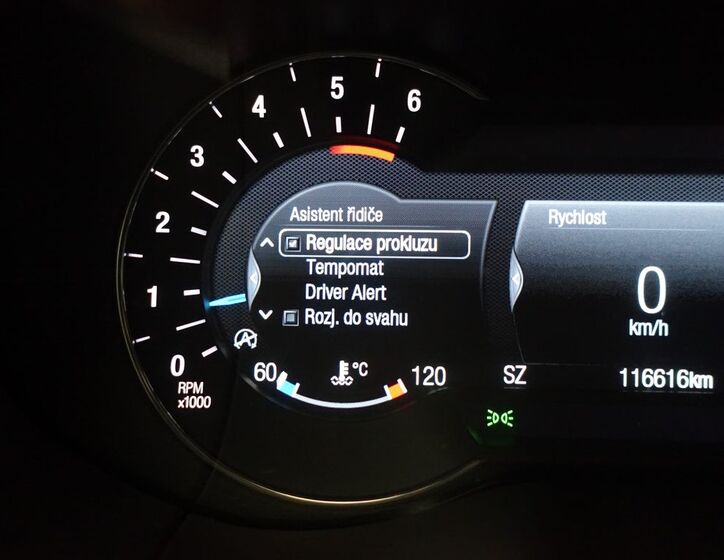 6
5
4
3
2
1
0
RPM
x1000
Asistent řidiče
Regulace prokluzu
Tempomat
Driver Alert
Rozj. do svahu
60
°C
120
Rychlost
0
km/h
SZ
116616km